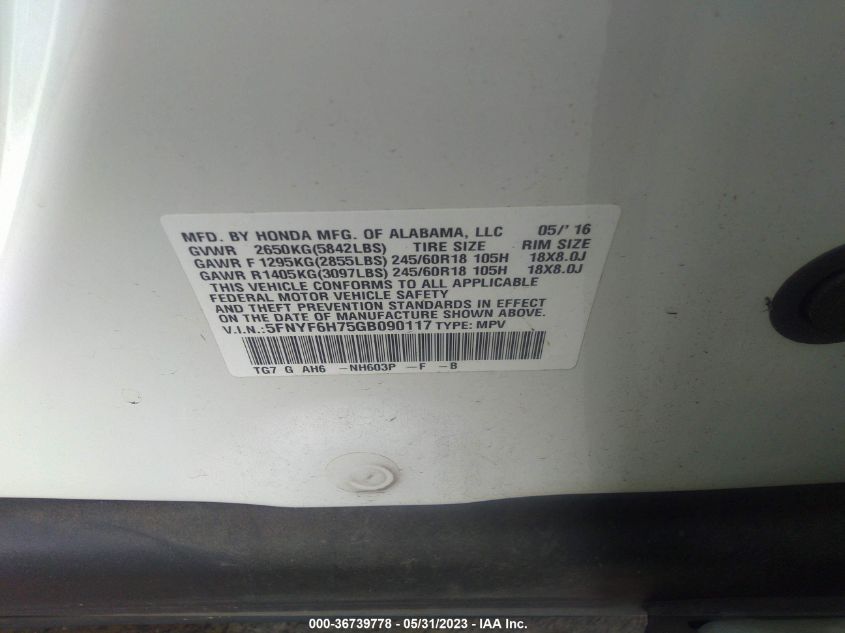 MFD. BY HONDA MFG. OF ALABAMA, LLC 05/' 16
GVWR 2650KG(5842LBS) TIRE SIZE RIM SIZE
GAWR F 1295KG(2855LBS) 245/60R18 105H 18X8.0J
GAWR R1405KG(3097LBS) 245/60R18 105H 18X8.0J
THIS VEHICLE CONFORMS TO ALL APPLICABLE
FEDERAL MOTOR VEHICLE SAFETY
AND THEFT PREVENTION STANDARDS IN EFFECT
ON THE DATE OF MANUFACTURE SHOWN ABOVE.
V.I.N.:5FNYF6H75GB090117 TYPE: MPV
TG7 G AH6 -NH603P -F -B
000-36739778 - 05/31/2023 - IAA Inc.